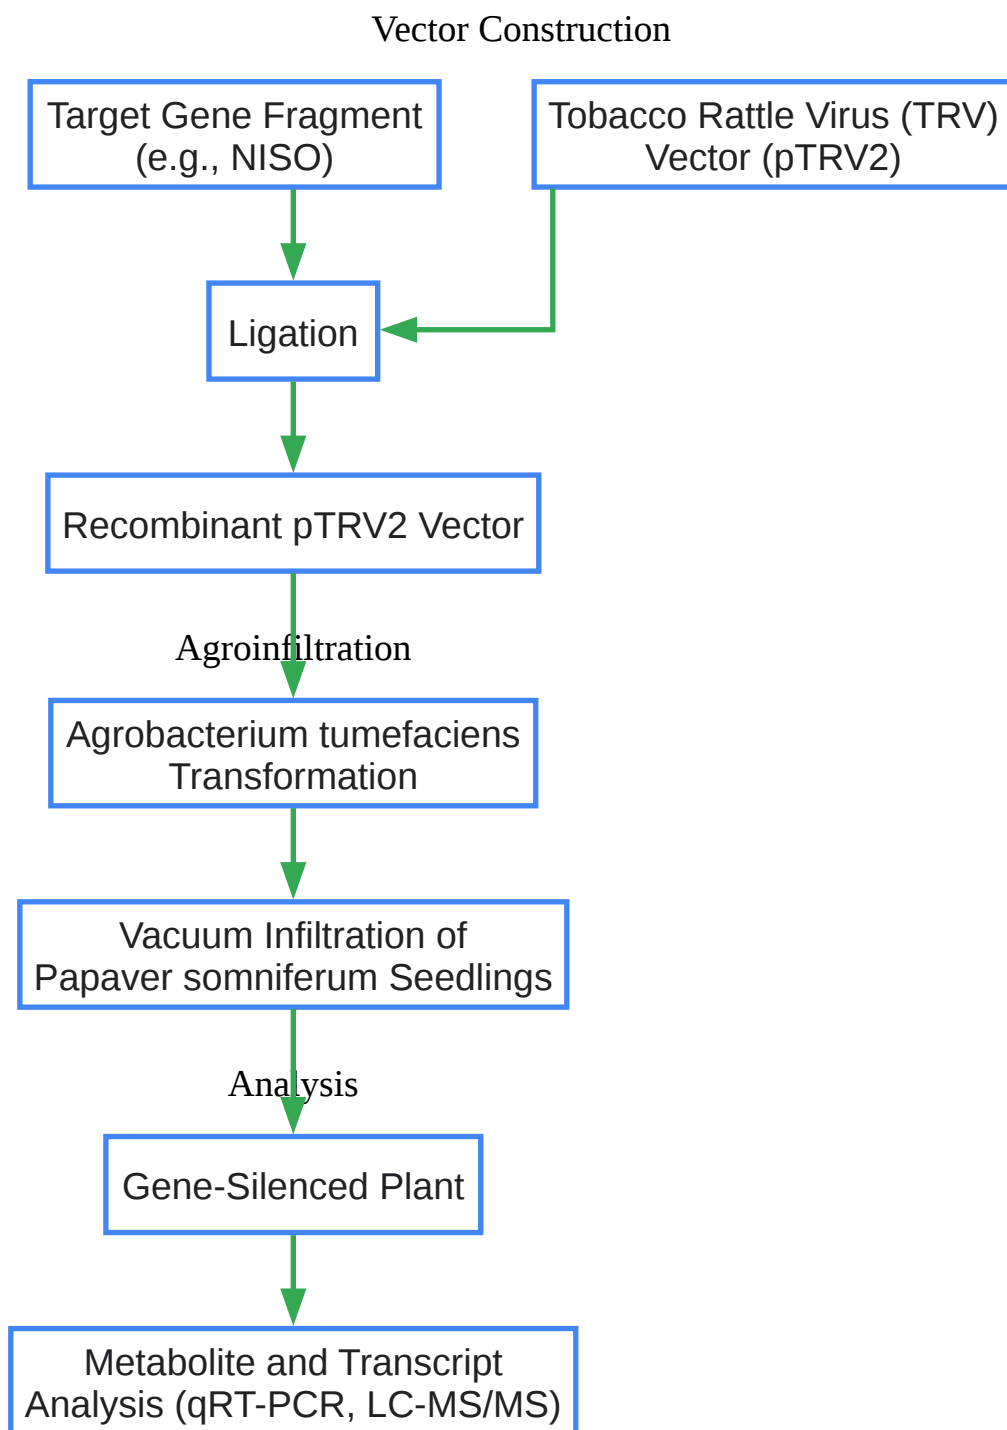 Vector Construction
Target Gene Fragment
(e.g., NISO)
Tobacco Rattle Virus (TRV)
Vector (pTRV2)
Ligation
Recombinant pTRV2 Vector
Agroinfiltration
Agrobacterium tumefaciens
Transformation
Vacuum Infiltration of
Papaver somniferum Seedlings
Analysis
Gene-Silenced Plant
Metabolite and Transcript
Analysis (qRT-PCR, LC-MS/MS)